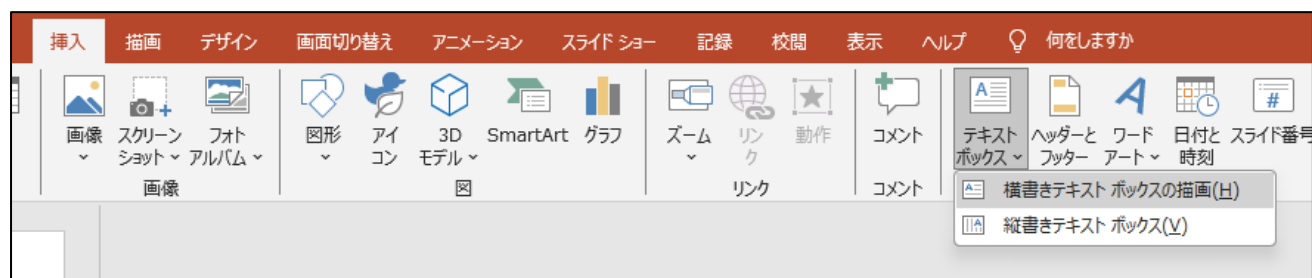 挿入 描画 デザイン 画面切り替え アニメーション スライド ショー 記録 校閲 表示 ヘルプ 何をしますか
画像
スクリーン
ショット
フォト
アルバム
画像
図形
アイ
コン
3D
モデル
SmartArt
グラフ
図
ズーム
リン
ク
動作
リンク
コメント
コメント
A
テキスト
ボックス
ヘッダーと
フッター
A
ワード
アート
日付と
時刻
#
スライド番号
A 横書きテキスト ボックスの描画(H)
A 縦書きテキスト ボックス(V)